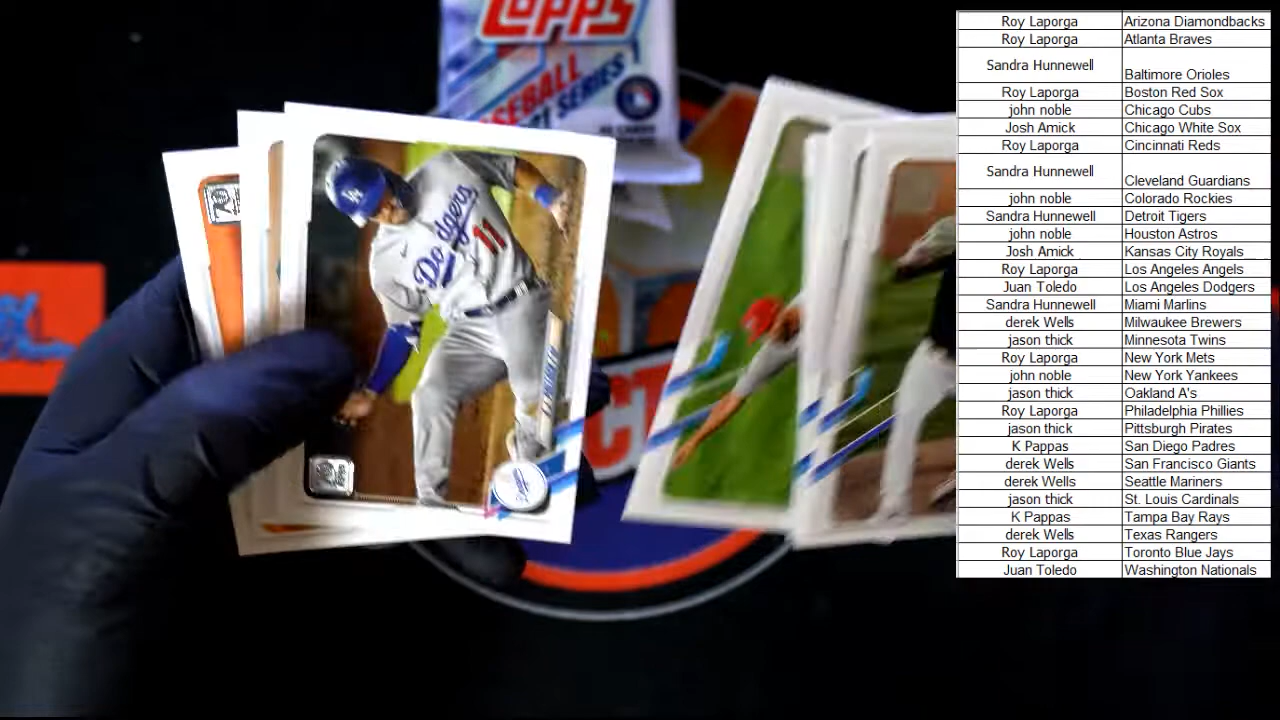 TOPPS
BASEBALL
SERIES
70
LA
Dodgers
11
70
Dodgers
CT
Roy Laporga Arizona Diamondbacks
Roy Laporga Atlanta Braves
Sandra Hunnewell Baltimore Orioles
Roy Laporga Boston Red Sox
john noble Chicago Cubs
Josh Amick Chicago White Sox
Roy Laporga Cincinnati Reds
Sandra Hunnewell Cleveland Guardians
john noble Colorado Rockies
Sandra Hunnewell Detroit Tigers
john noble Houston Astros
Josh Amick Kansas City Royals
Roy Laporga Los Angeles Angels
Juan Toledo Los Angeles Dodgers
Sandra Hunnewell Miami Marlins
derek Wells Milwaukee Brewers
jason thick Minnesota Twins
Roy Laporga New York Mets
john noble New York Yankees
jason thick Oakland A's
Roy Laporga Philadelphia Phillies
jason thick Pittsburgh Pirates
K Pappas San Diego Padres
derek Wells San Francisco Giants
derek Wells Seattle Mariners
jason thick St. Louis Cardinals
K Pappas Tampa Bay Rays
derek Wells Texas Rangers
Roy Laporga Toronto Blue Jays
Juan Toledo Washington Nationals